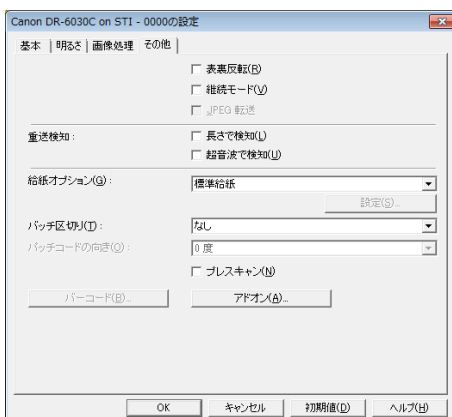 Canon DR-6030C on STI - 0000の設定
基本 明るさ 画像処理 その他
表裏反転(R)
継続モード(V)
JPEG 転送
重送検知: 長さで検知(L)
超音波で検知(U)
給紙オプション(G): 標準給紙
設定(S)...
バッチ区切り(T): なし
バッチコードの向き(O): 0 度
プレスキャン(N)
バーコード(B)... アドオン(A)...
OK キャンセル 初期値(D) ヘルプ(H)